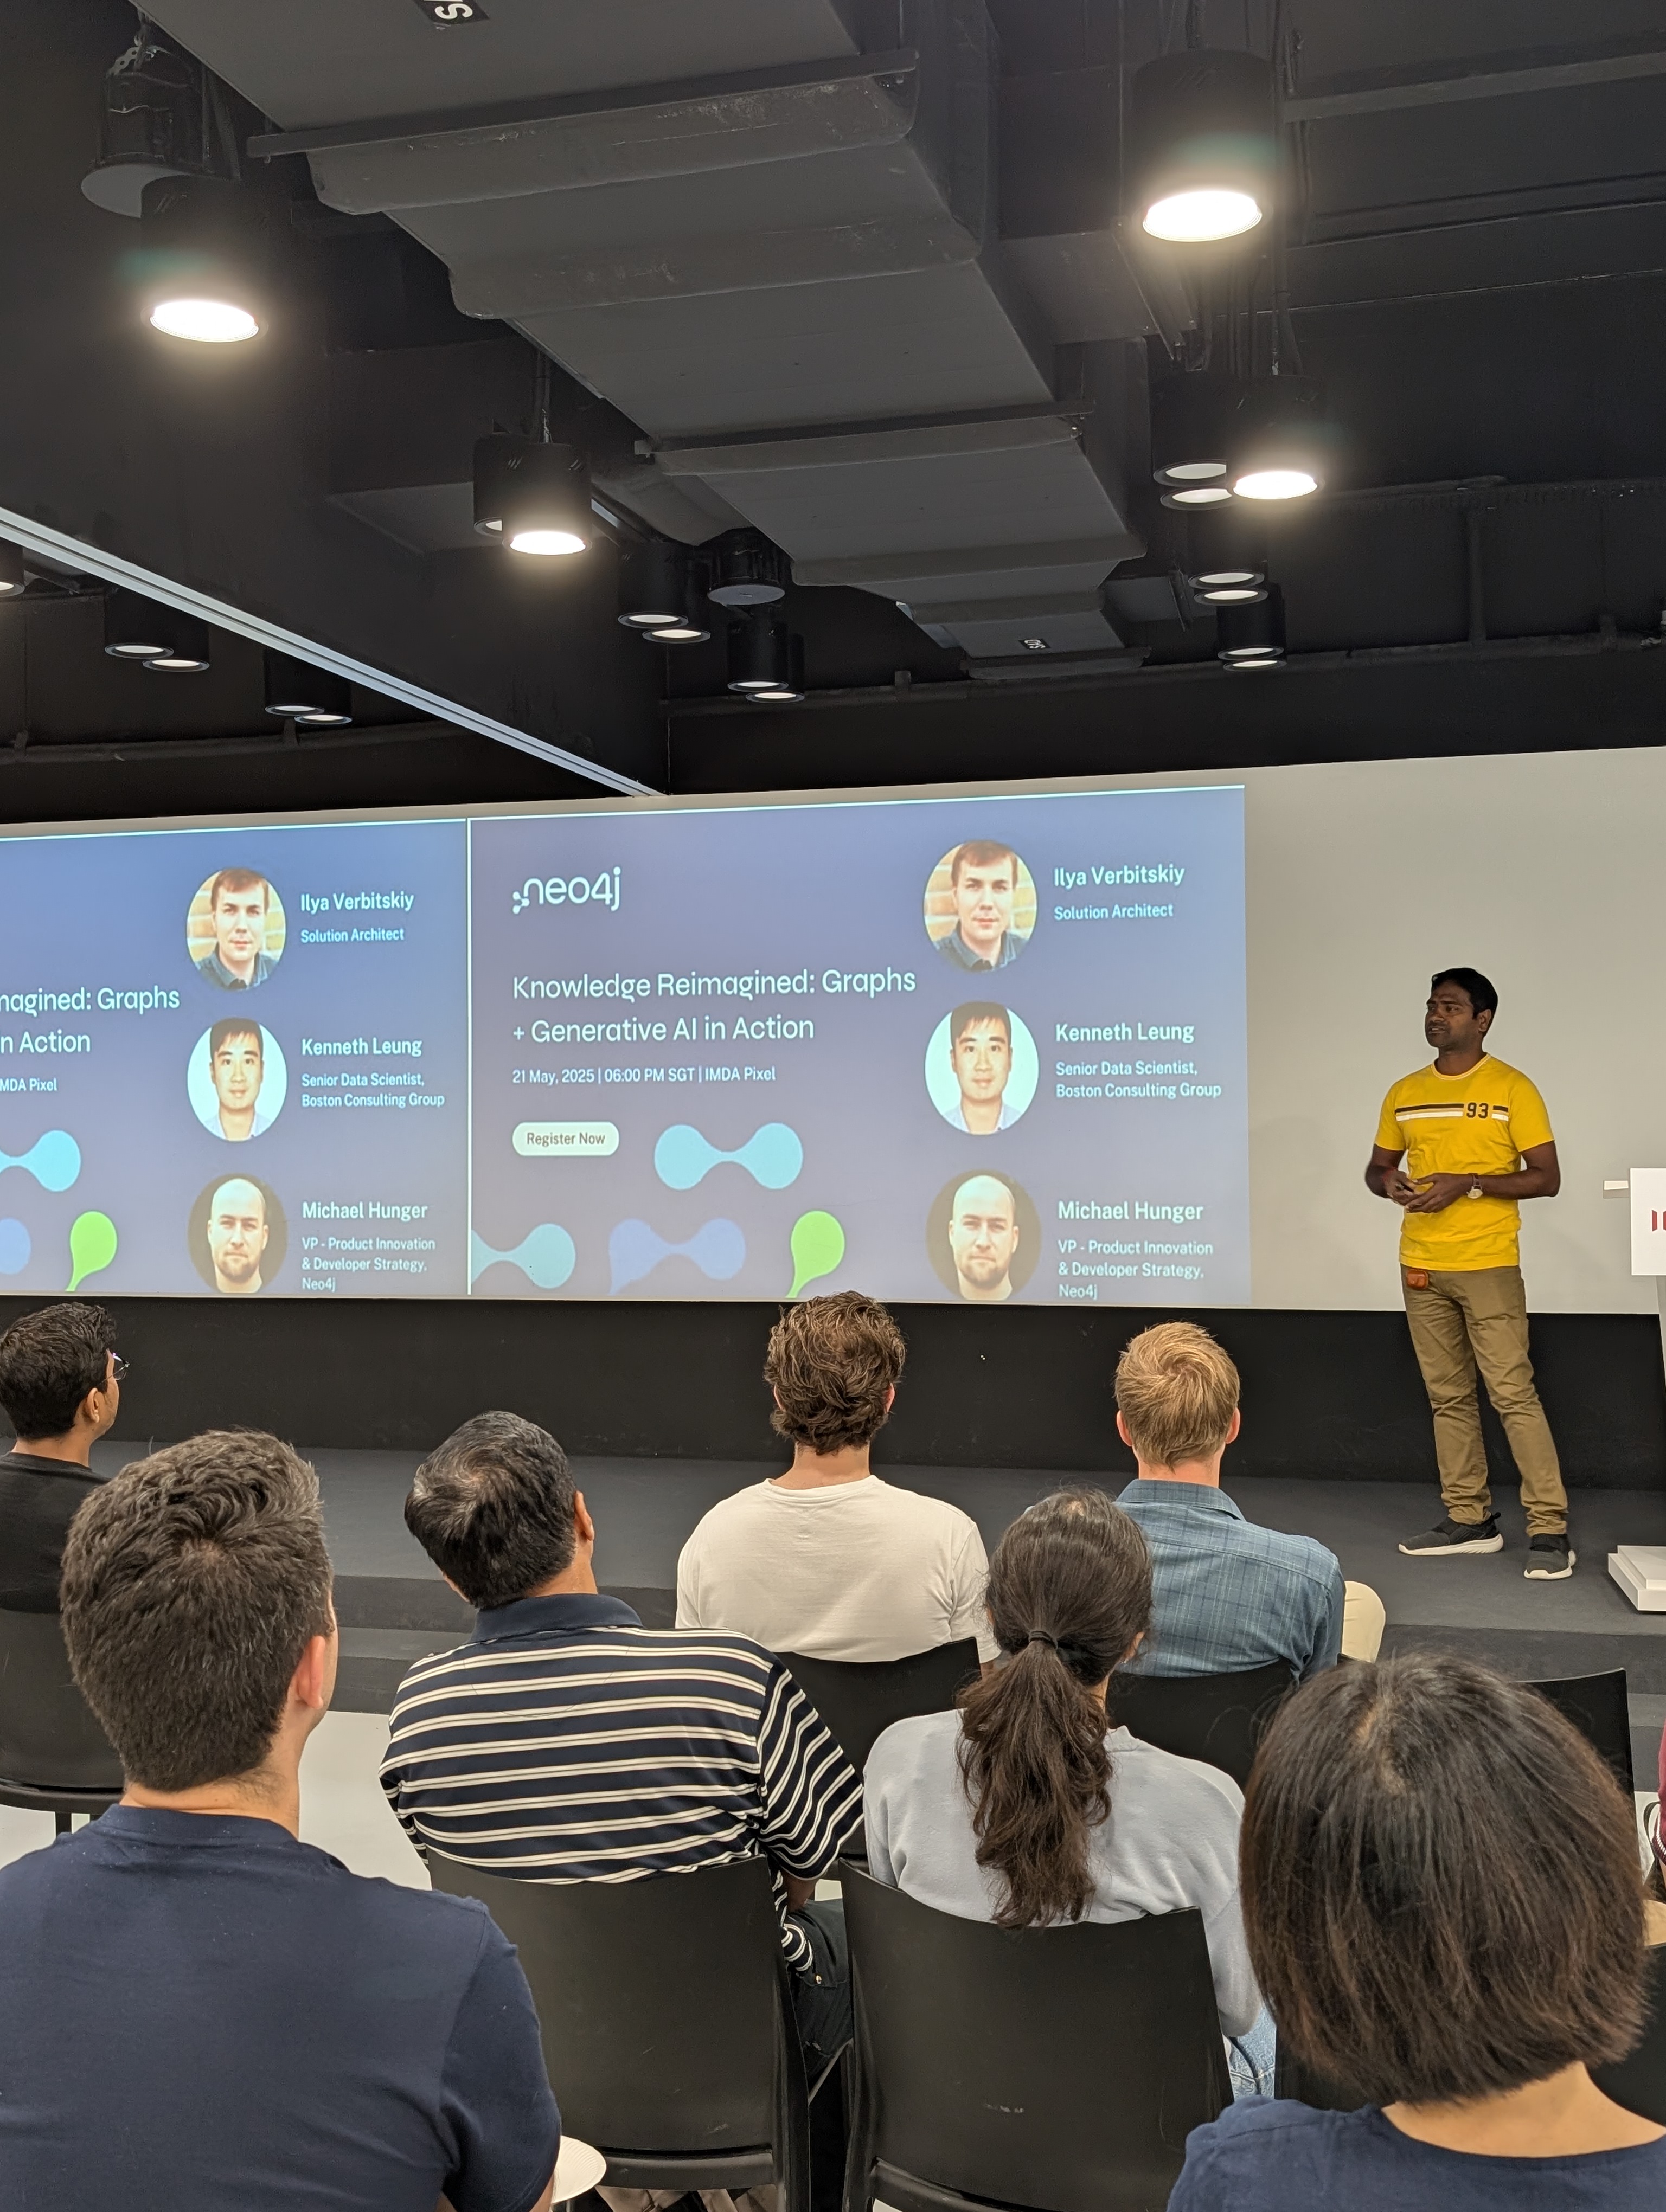 magined: Graphs
n Action
MDA Pixel
Ilya Verbitskiy
Solution Architect
Kenneth Leung
Senior Data Scientist,
Boston Consulting Group
Michael Hunger
VP - Product Innovation
& Developer Strategy,
Neo4j
neo4j
Knowledge Reimagined: Graphs
+ Generative AI in Action
21 May, 2025 | 06:00 PM SGT | IMDA Pixel
Register Now
Ilya Verbitskiy
Solution Architect
Kenneth Leung
Senior Data Scientist,
Boston Consulting Group
Michael Hunger
VP - Product Innovation
& Developer Strategy,
Neo4j
93